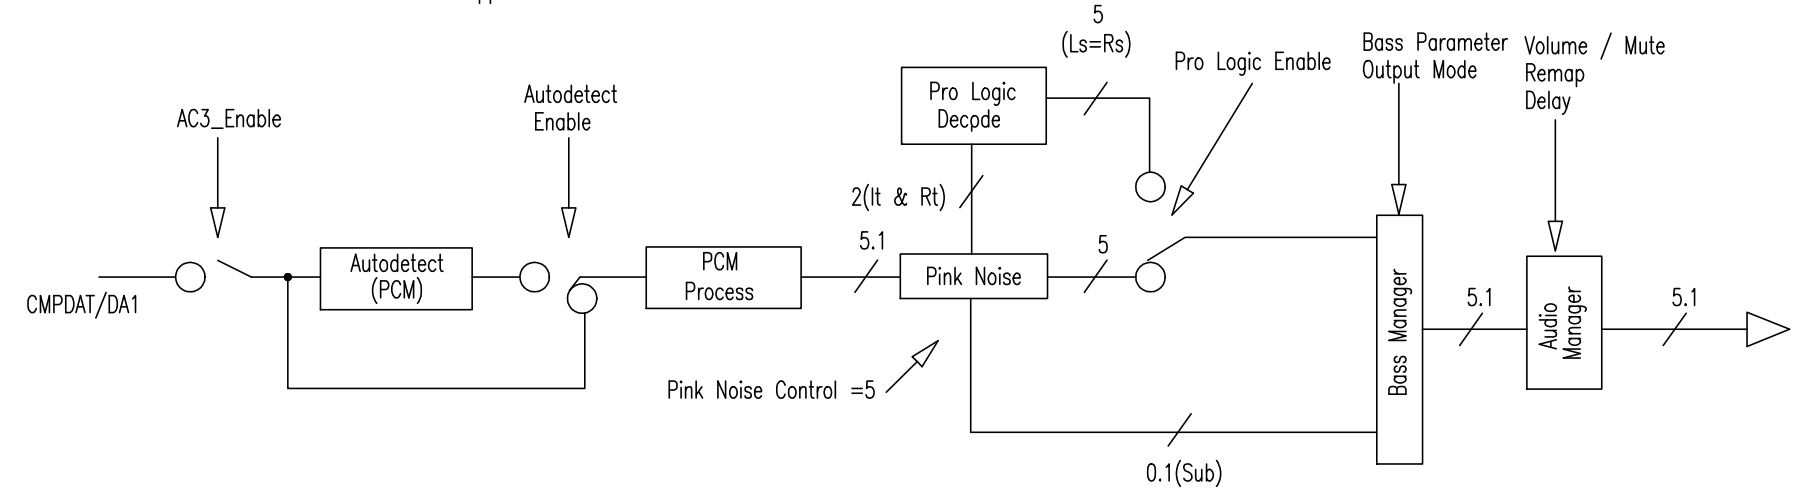 5
(Ls=Rs)
Pro Logic Enable
Bass Parameter
Output Mode
Volume / Mute
Remap
Delay
AC3_Enable
Autodetect
Enable
Pro Logic
Decode
2(lt & Rt)
CMPDAT/DA1
Autodetect
(PCM)
PCM
Process
5.1
Pink Noise
5
Pink Noise Control =5
0.1(Sub)
Bass Manager
5.1
Audio
Manager
5.1